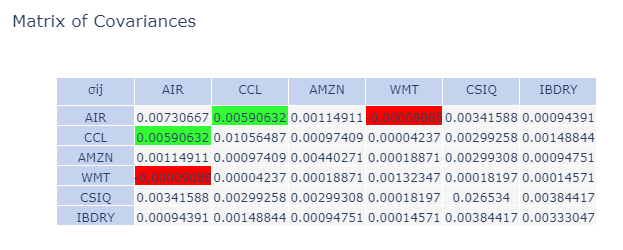 Matrix of Covariances
σij AIR CCL AMZN WMT CSIQ IBDRY
AIR 0.00730667 0.00590632 0.00114911 -0.00009088 0.00341588 0.00094391
CCL 0.00590632 0.01056487 0.00097409 0.00004237 0.00299258 0.00148844
AMZN 0.00114911 0.00097409 0.00440271 0.00018871 0.00299308 0.00094751
WMT -0.00009088 0.00004237 0.00018871 0.00132347 0.00018197 0.00014571
CSIQ 0.00341588 0.00299258 0.00299308 0.00018197 0.026534 0.00384417
IBDRY 0.00094391 0.00148844 0.00094751 0.00014571 0.00384417 0.00333047